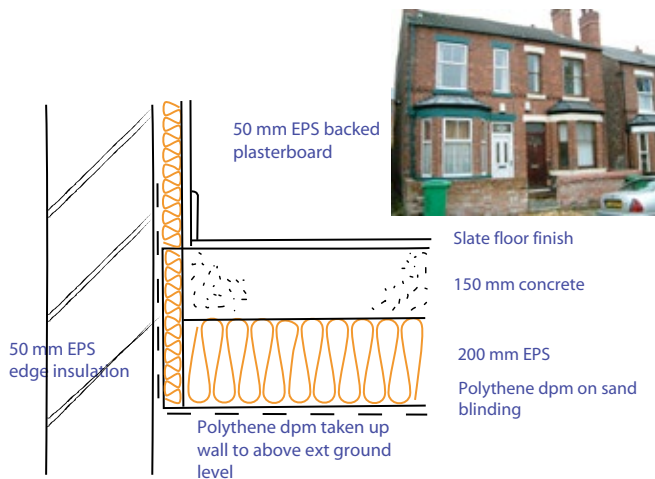 50 mm EPS backed
plasterboard
Slate floor finish
150 mm concrete
50 mm EPS
edge insulation
200 mm EPS
Polythene dpm on sand
blinding
Polythene dpm taken up
wall to above ext ground
level